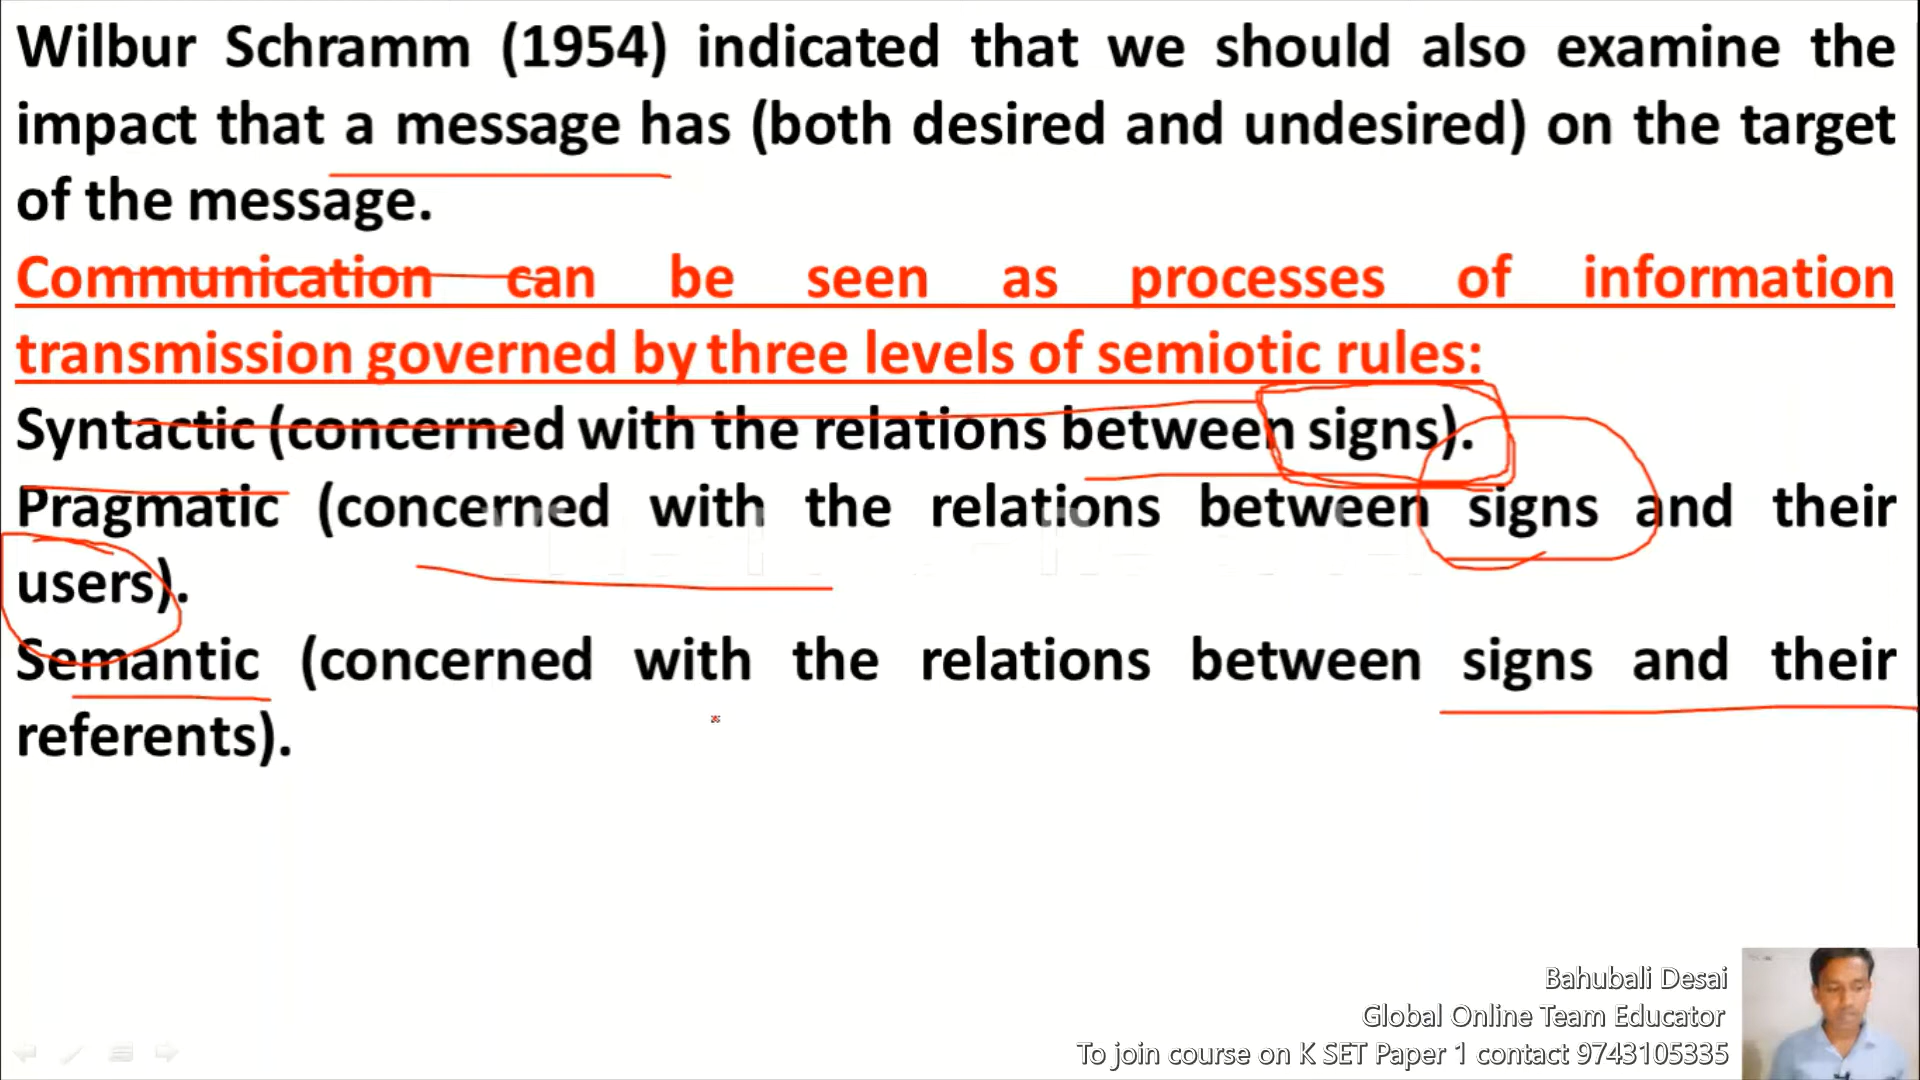 Wilbur Schramm (1954) indicated that we should also examine the
impact that a message has (both desired and undesired) on the target
of the message.
Communication can be seen as processes of information
transmission governed by three levels of semiotic rules:
Syntactic (concerned with the relations between signs).
Pragmatic (concerned with the relations between signs and their
users).
Semantic (concerned with the relations between signs and their
referents).
Bahubali Desai
Global Online Team Educator
To join course on K SET Paper 1 contact 9743105335